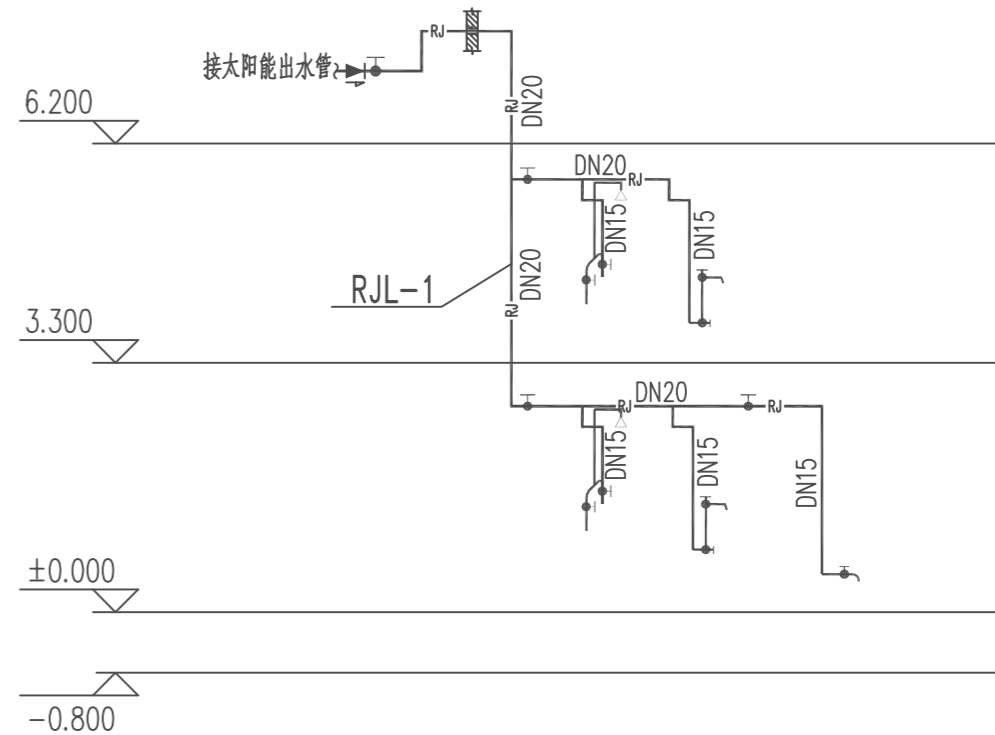 RJ
接太阳能出水管
RJ
DN20
6.200
DN20
RJ
DN15
DN15
DN20
RJL-1
RJ
3.300
DN20
RJ
RJ
DN15
DN15
DN15
±0.000
-0.800